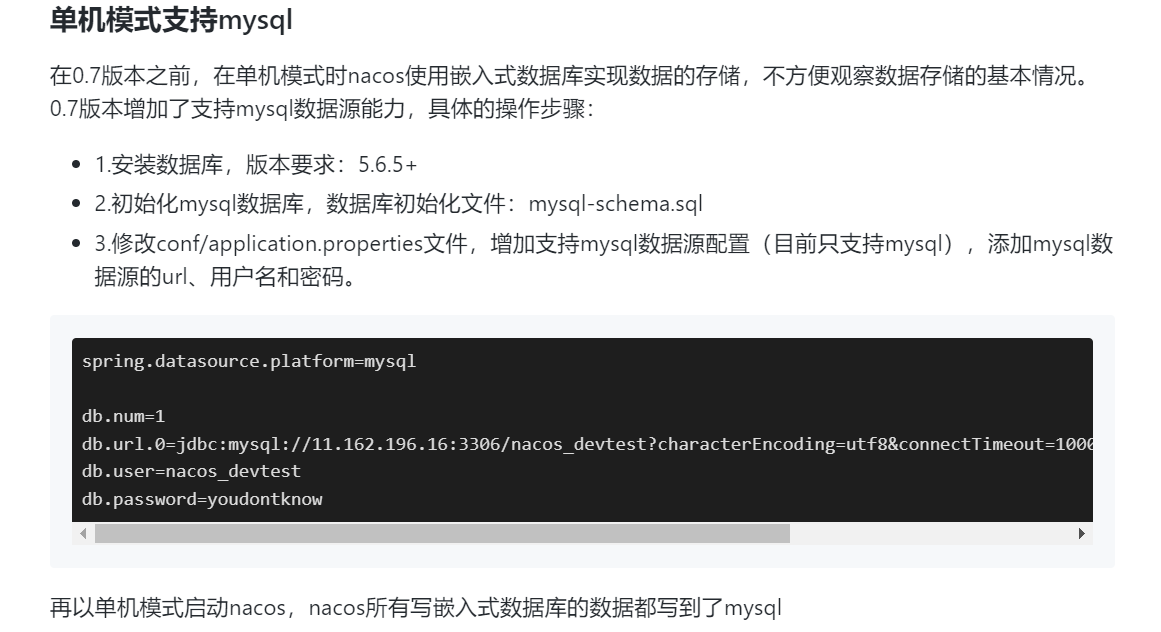 单机模式支持mysql
在0.7版本之前，在单机模式时nacos使用嵌入式数据库实现数据的存储，不方便观察数据存储的基本情况。
0.7版本增加了支持mysql数据源能力，具体的操作步骤：
1.安装数据库，版本要求：5.6.5+
2.初始化mysql数据库，数据库初始化文件：mysql-schema.sql
3.修改conf/application.properties文件，增加支持mysql数据源配置（目前只支持mysql），添加mysql数
据源的url、用户名和密码。
spring.datasource.platform=mysql
db.num=1
db.url.0=jdbc:mysql://11.162.196.16:3306/nacos_devtest?characterEncoding=utf8&connectTimeout=1000
db.user=nacos_devtest
db.password=youdontknow
再以单机模式启动nacos，nacos所有写嵌入式数据库的数据都写到了mysql